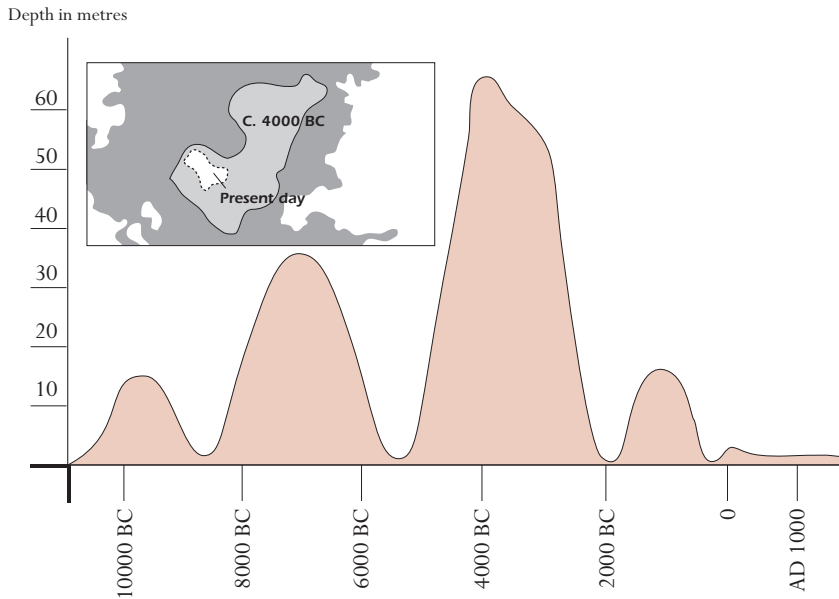 Depth in metres
60
50
40
30
20
10
C. 4000 BC
Present day
10000 BC
8000 BC
6000 BC
4000 BC
2000 BC
0
AD 1000